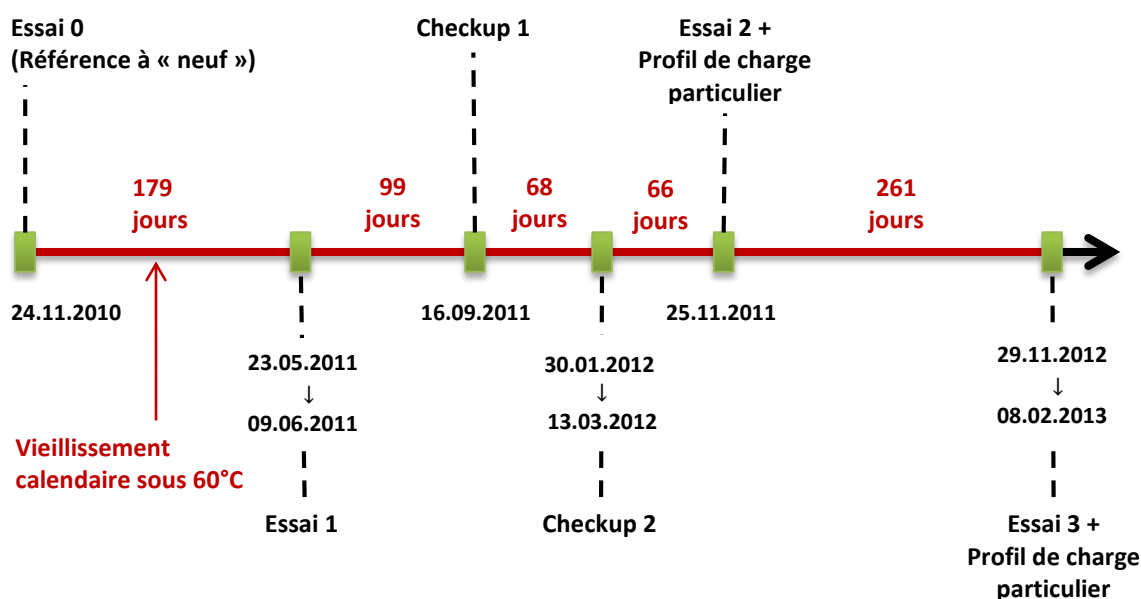 Essai 0
(Référence à « neuf »)
Checkup 1
Essai 2 +
Profil de charge
particulier
179
jours
99
jours
68
jours
66
jours
261
jours
24.11.2010
16.09.2011
25.11.2011
23.05.2011
↓
09.06.2011
30.01.2012
↓
13.03.2012
29.11.2012
↓
08.02.2013
Vieillissement
calendaire sous 60°C
Essai 1
Checkup 2
Essai 3 +
Profil de charge
particulier